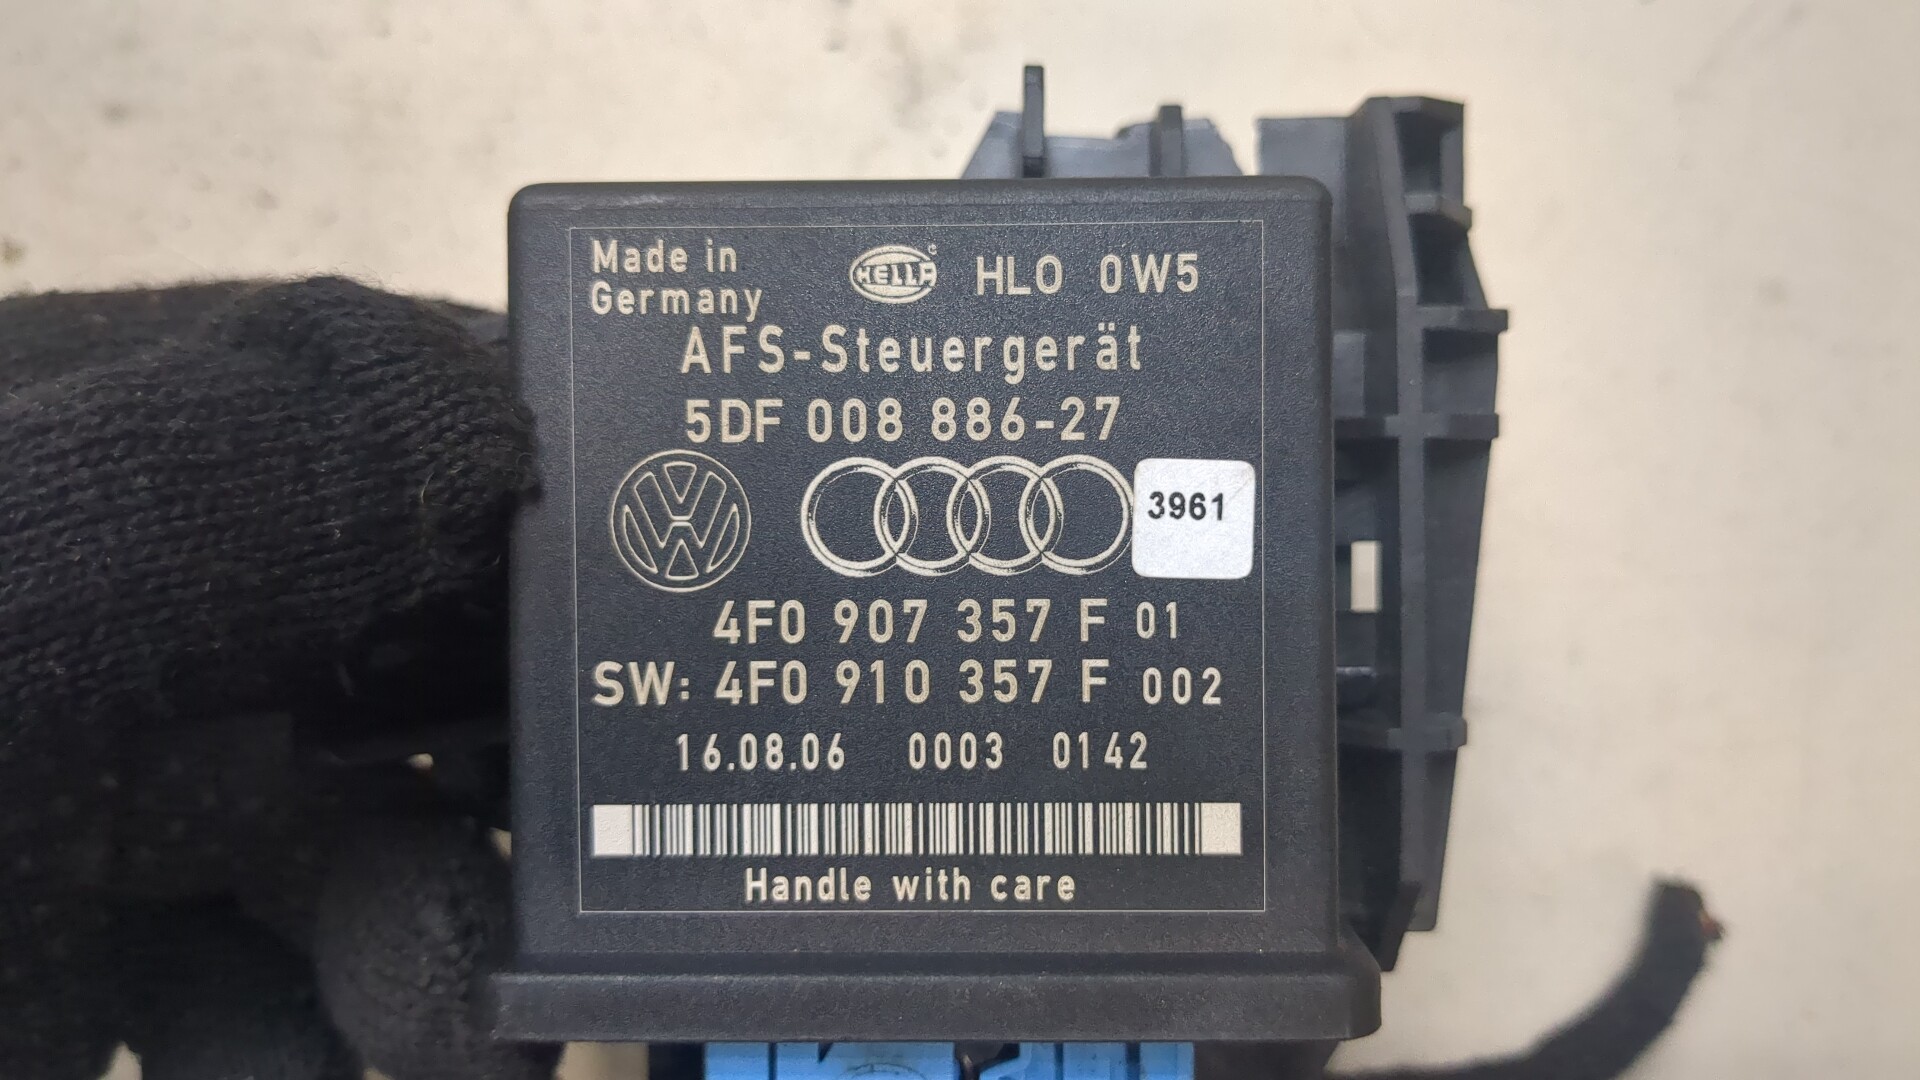 Made in
Germany
HELLA HL0 0W5
AFS-Steuergerät
5DF 008 886-27
3961
4F0 907 357 F 01
SW: 4F0 910 357 F 002
16.08.06 0003 0142
Handle with care